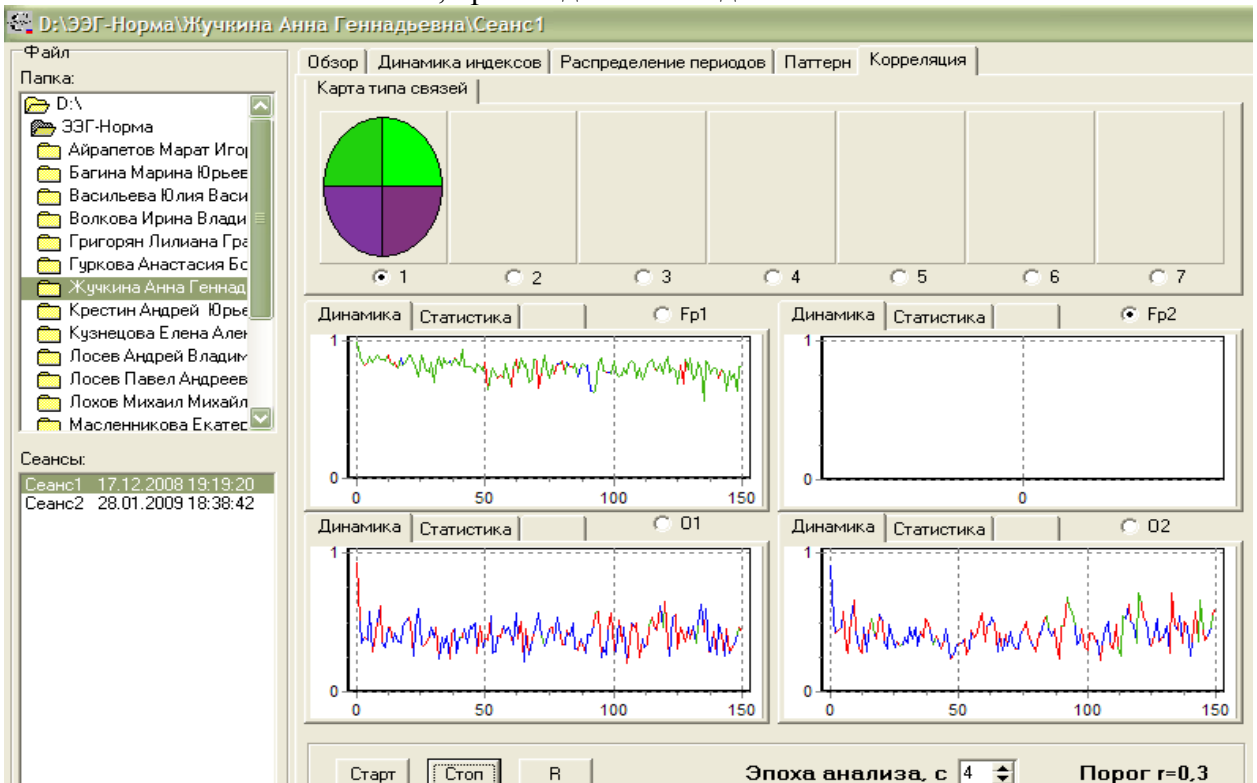 D:\ЭЭГ-Норма\Жучкина Анна Геннадьевна\Сеанс1
Файл
Папка:
D:\
ЭЭГ-Норма
Айрапетов Марат Игор
Багина Марина Юрьев
Васильева Юлия Васи
Волкова Ирина Влади
Григорян Лилиана Гра
Гуркова Анастасия Бо
Жучкина Анна Геннад
Крестин Андрей Юрье
Кузнецова ЕленаАлен
Лосев Андрей Владим
Лосев Павел Андреев
Лохов Михаил Михайл
Масленникова Екатер
Сеансы:
Сеанс1 17.12.2008 19:19:20
Сеанс2 28.01.2009 18:38:42
Обзор Динамика индексов Распределение периодов Паттерн Корреляция
Карта типа связей
1 2 3 4 5 6 7
Динамика Статистика Fp1
1
0
0 50 100 150
Динамика Статистика Fp2
1
0
0
Динамика Статистика O1
1
0
0 50 100 150
Динамика Статистика O2
1
0
0 50 100 150
Старт Стоп R Эпоха анализа, с 4 Порог r=0,3